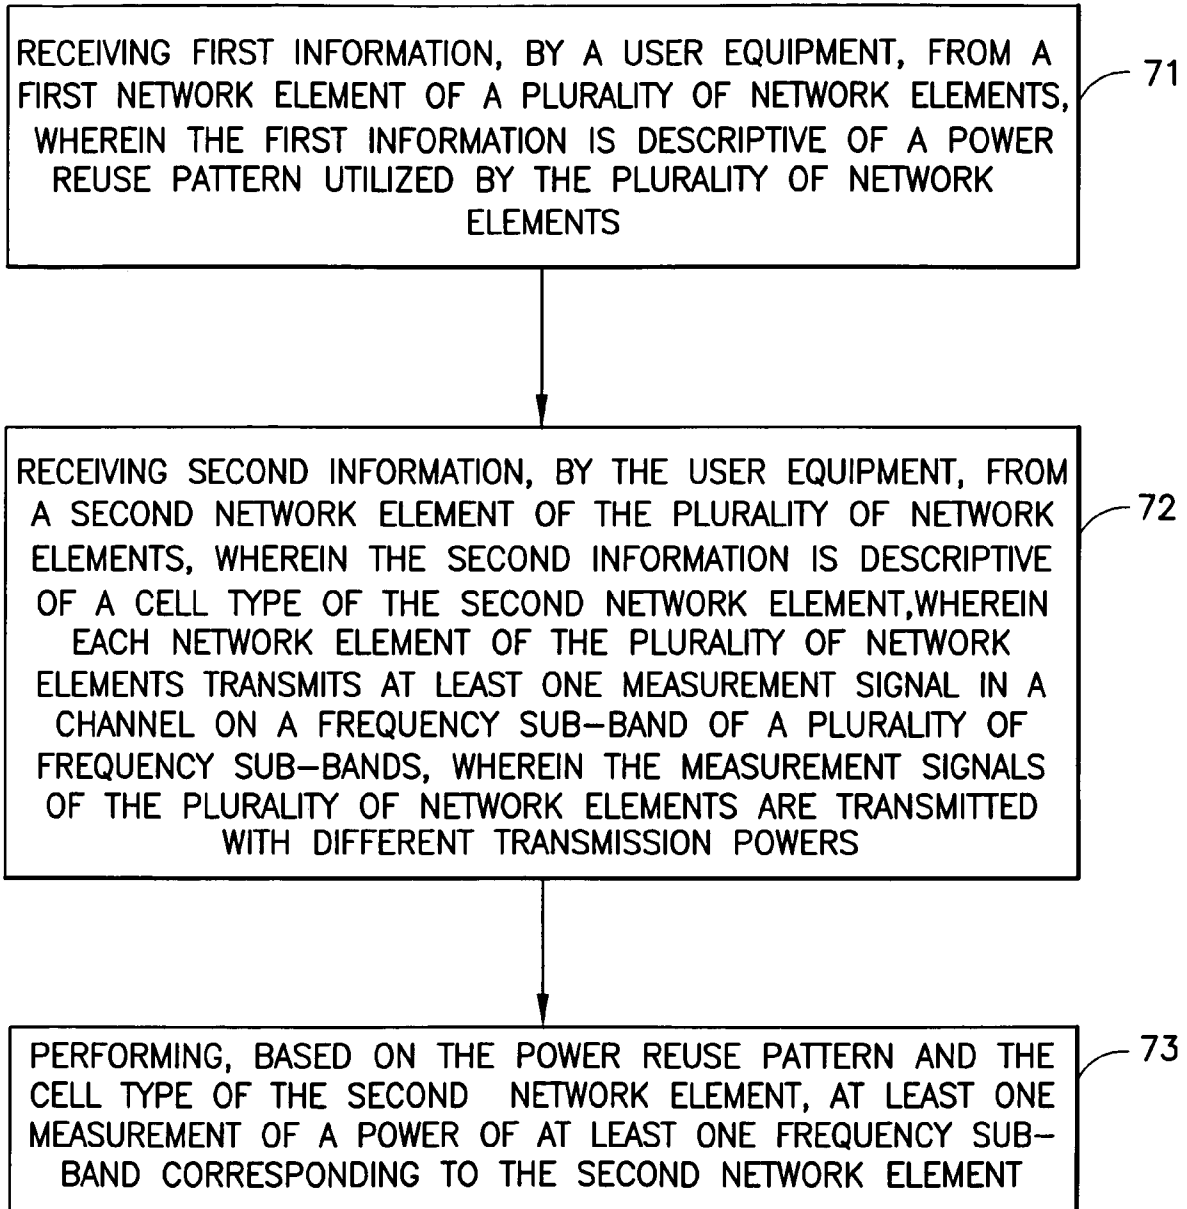 RECEIVING FIRST INFORMATION, BY A USER EQUIPMENT, FROM A
FIRST NETWORK ELEMENT OF A PLURALITY OF NETWORK ELEMENTS,
WHEREIN THE FIRST INFORMATION IS DESCRIPTIVE OF A POWER
REUSE PATTERN UTILIZED BY THE PLURALITY OF NETWORK
ELEMENTS
71
RECEIVING SECOND INFORMATION, BY THE USER EQUIPMENT, FROM
A SECOND NETWORK ELEMENT OF THE PLURALITY OF NETWORK
ELEMENTS, WHEREIN THE SECOND INFORMATION IS DESCRIPTIVE
OF A CELL TYPE OF THE SECOND NETWORK ELEMENT,WHEREIN
EACH NETWORK ELEMENT OF THE PLURALITY OF NETWORK
ELEMENTS TRANSMITS AT LEAST ONE MEASUREMENT SIGNAL IN A
CHANNEL ON A FREQUENCY SUB-BAND OF A PLURALITY OF
FREQUENCY SUB-BANDS, WHEREIN THE MEASUREMENT SIGNALS
OF THE PLURALITY OF NETWORK ELEMENTS ARE TRANSMITTED
WITH DIFFERENT TRANSMISSION POWERS
72
PERFORMING, BASED ON THE POWER REUSE PATTERN AND THE
CELL TYPE OF THE SECOND NETWORK ELEMENT, AT LEAST ONE
MEASUREMENT OF A POWER OF AT LEAST ONE FREQUENCY SUB-
BAND CORRESPONDING TO THE SECOND NETWORK ELEMENT
73